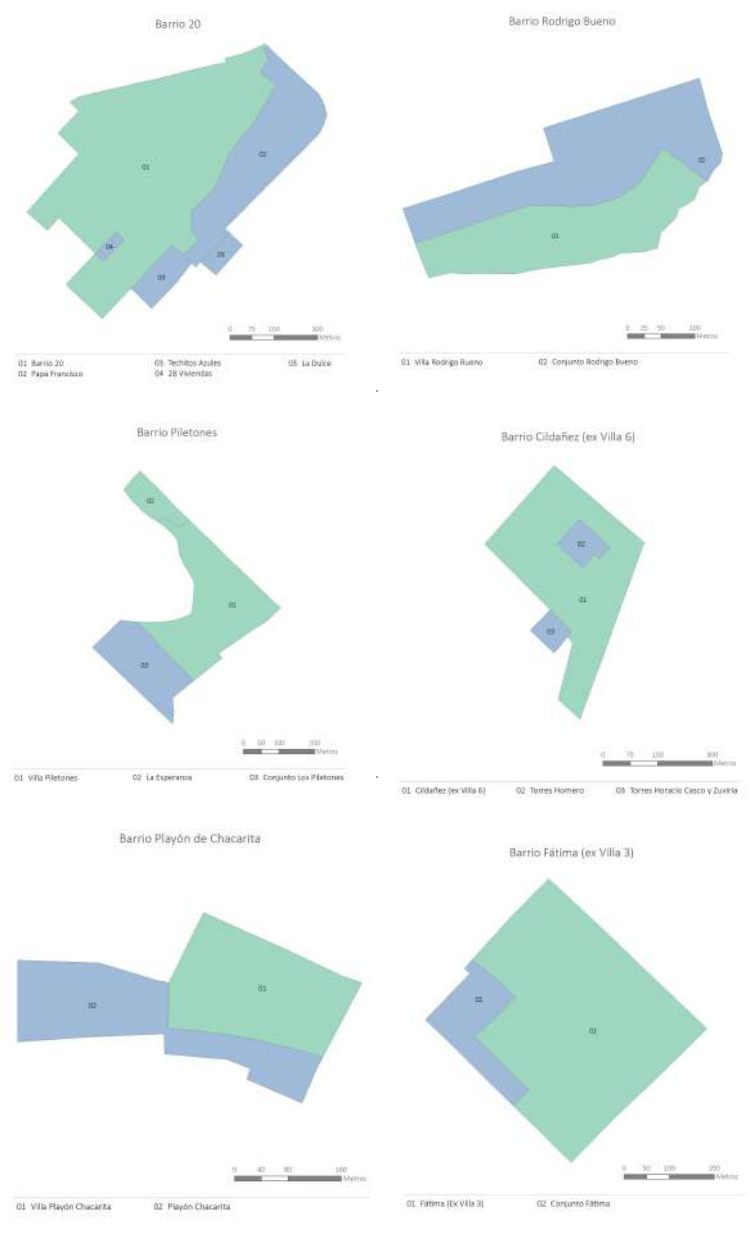 Barrio 20
01
02
04
03
05
0 75 150 300
Metros
01 Barrio 20 03 Techitos Azules 05 La Dulce
02 Papa Francisco 04 28 Viviendas
Barrio Rodrigo Bueno
02
01
0 25 50 100
Metros
01 Villa Rodrigo Bueno 02 Conjunto Rodrigo Bueno
Barrio Piletones
02
01
03
0 50 100 200
Metros
01 Villa Piletones 02 La Esperanza 03 Conjunto Los Piletones
Barrio Cildañez (ex Villa 6)
02
01
03
0 75 150 300
Metros
01 Cildañez (ex Villa 6) 02 Torres Homero 03 Torres Horacio Casco y Zuviría
Barrio Playón de Chacarita
01
02
0 40 80 160
Metros
01 Villa Playón Chacarita 02 Playón Chacarita
Barrio Fátima (ex Villa 3)
02
01
0 50 100 200
Metros
01 Fátima (Ex Villa 3) 02 Conjunto Fátima